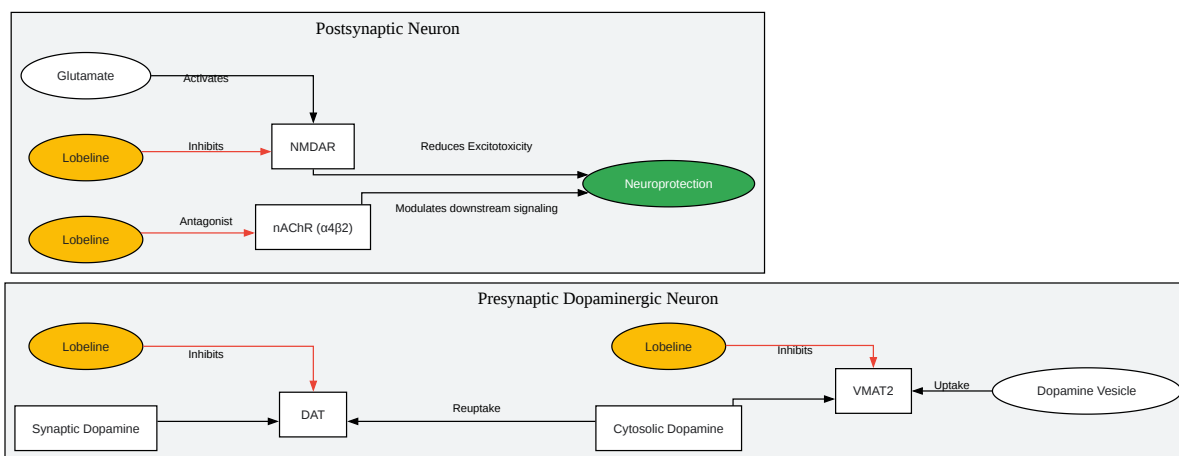 Postsynaptic Neuron
Glutamate
Activates
Lobeline
Inhibits
NMDAR
Reduces Excitotoxicity
Neuroprotection
Lobeline
Antagonist
nAChR (α4β2)
Modulates downstream signaling
Presynaptic Dopaminergic Neuron
Lobeline
Inhibits
Lobeline
Inhibits
Synaptic Dopamine
DAT
Reuptake
Cytosolic Dopamine
VMAT2
Uptake
Dopamine Vesicle